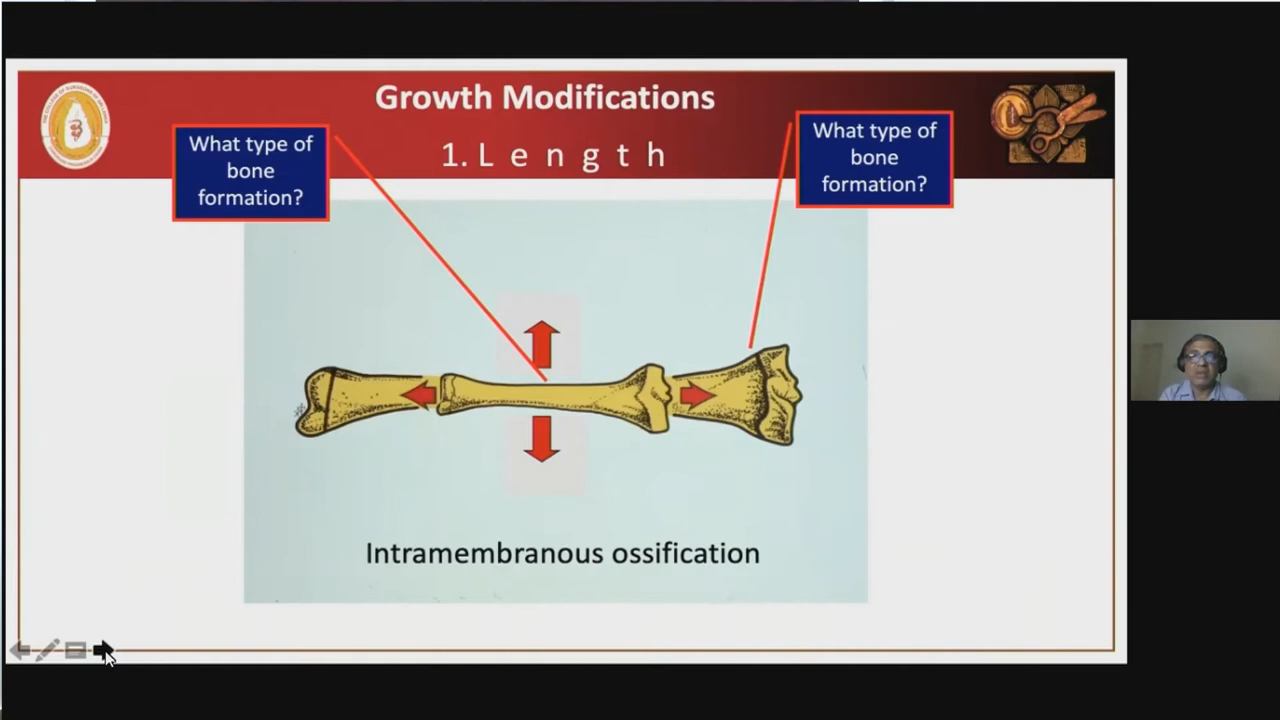 Growth Modifications
1. L e n g t h
What type of
bone
formation?
What type of
bone
formation?
Intramembranous ossification